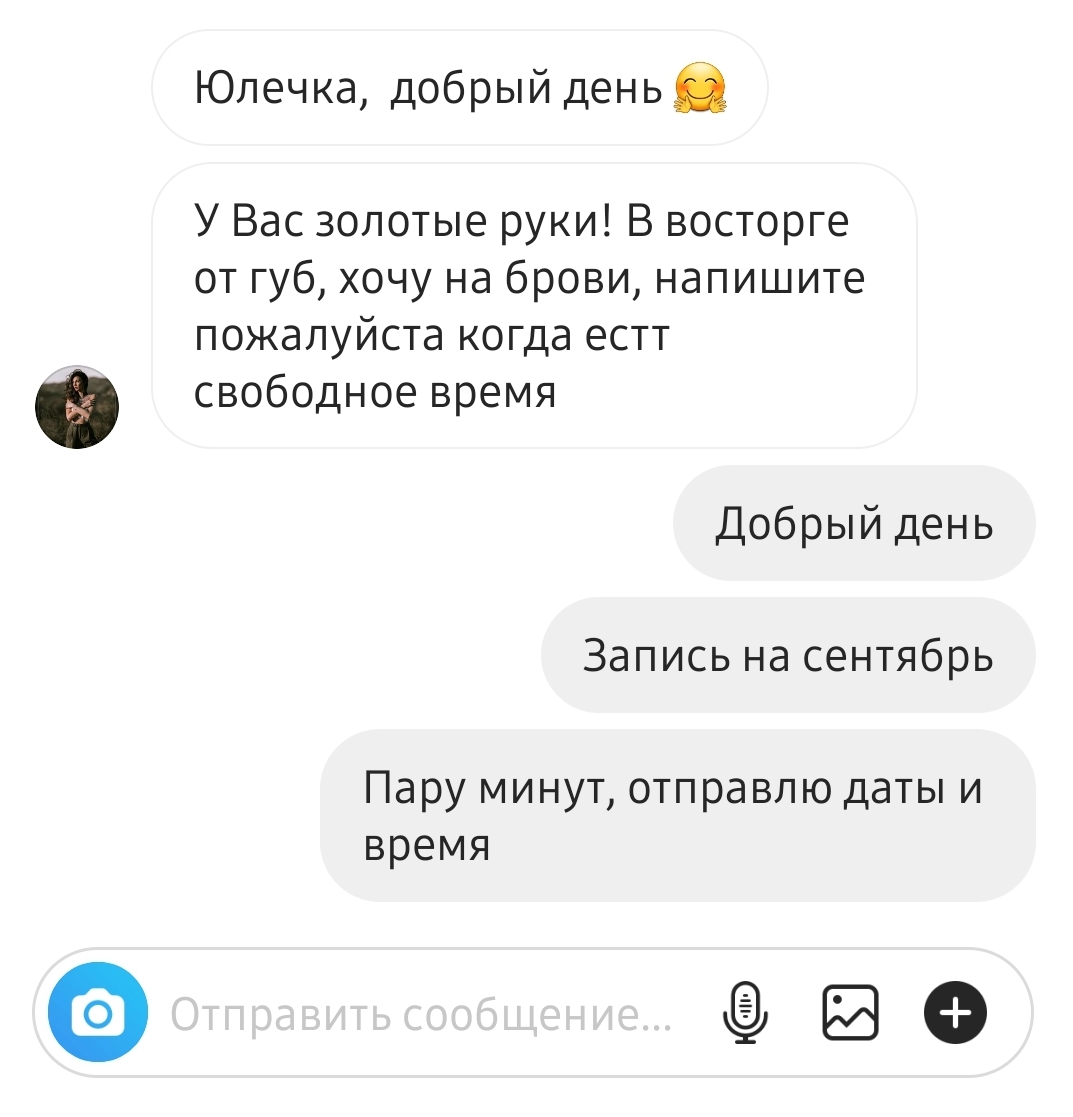 Юлечка,  добрый день 🤗
У Вас золотые руки! В восторге
от губ, хочу на брови, напишите
пожалуйста когда естт
свободное время
Добрый день
Запись на сентябрь
Пару минут, отправлю даты и
время
Отправить сообщение...